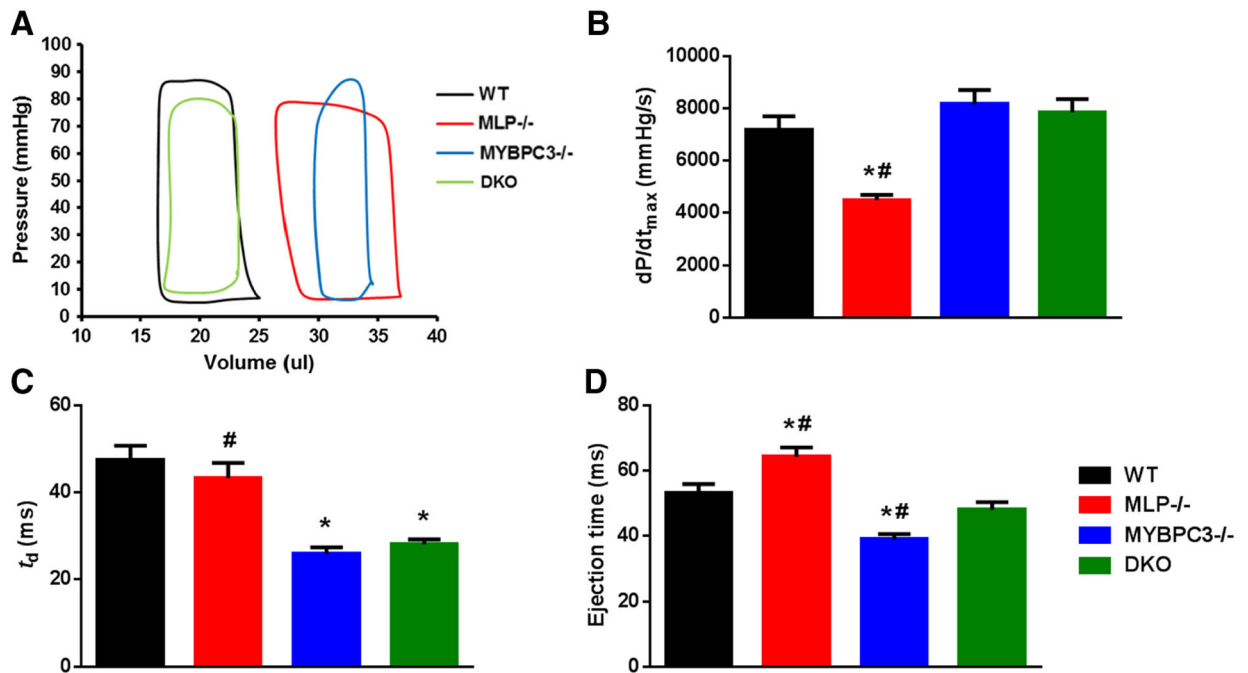 A
Pressure (mmHg)
100
90
80
70
60
50
40
30
20
10
0
10
15
20
25
30
35
40
Volume (ul)
WT
MLP-/-
MYBPC3-/-
DKO
B
dP/dtmax (mmHg/s)
10000
8000
6000
4000
2000
0
*#
C
td (ms)
60
40
20
0
#
*
*
D
Ejection time (ms)
80
60
40
20
0
*#
*#
WT
MLP-/-
MYBPC3-/-
DKO